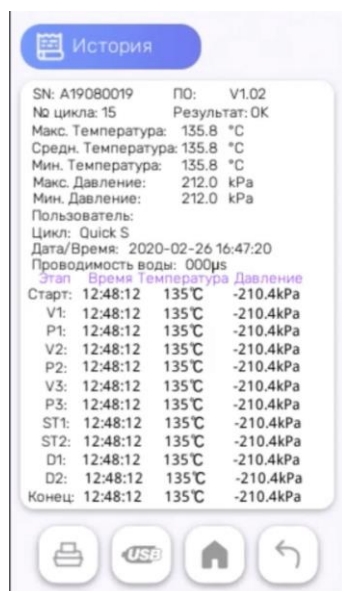 История
SN: A19080019 ПО: V1.02
№ цикла: 15 Результат: OK
Макс. Температура: 135.8 °C
Средн. Температура: 135.8 °C
Мин. Температура: 135.8 °C
Макс. Давление: 212.0 kPa
Мин. Давление: 212.0 kPa
Пользователь:
Цикл: Quick S
Дата/Время: 2020-02-26 16:47:20
Проводимость воды: 000μs
Этап Время Температура Давление
Старт: 12:48:12 135℃ -210.4kPa
V1: 12:48:12 135℃ -210.4kPa
P1: 12:48:12 135℃ -210.4kPa
V2: 12:48:12 135℃ -210.4kPa
P2: 12:48:12 135℃ -210.4kPa
V3: 12:48:12 135℃ -210.4kPa
P3: 12:48:12 135℃ -210.4kPa
ST1: 12:48:12 135℃ -210.4kPa
ST2: 12:48:12 135℃ -210.4kPa
D1: 12:48:12 135℃ -210.4kPa
D2: 12:48:12 135℃ -210.4kPa
Конец: 12:48:12 135℃ -210.4kPa
USB